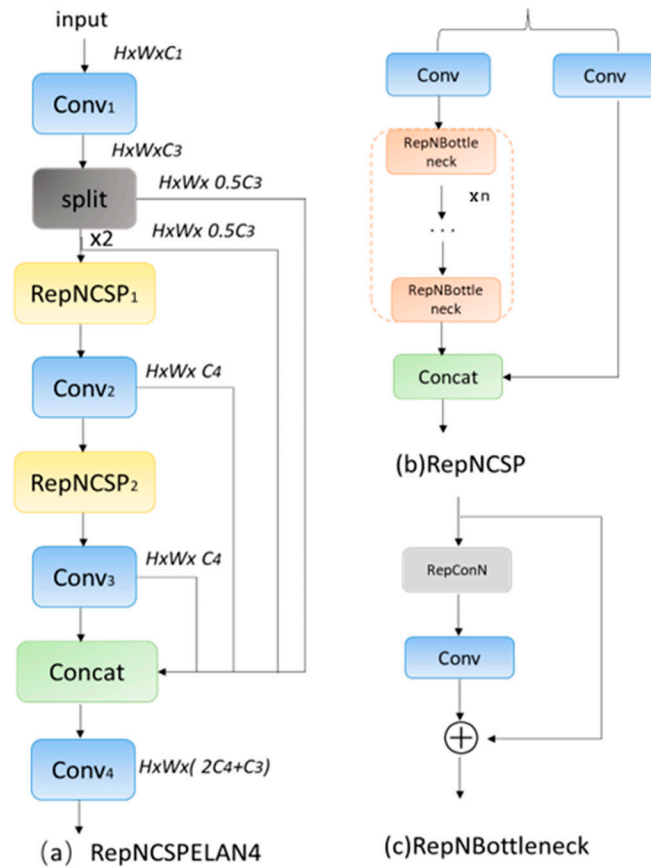 input
HxWxC1
Conv1
HxWxC3
split
HxWx 0.5C3
x2
HxWx 0.5C3
RepNCSP1
Conv2
HxWx C4
RepNCSP2
Conv3
HxWx C4
Concat
Conv4
HxWx( 2C4+C3)
(a) RepNCSPELAN4
Conv
Conv
RepNBottle
neck
xn
...
RepNBottle
neck
Concat
(b)RepNCSP
RepConN
Conv
(c)RepNBottleneck